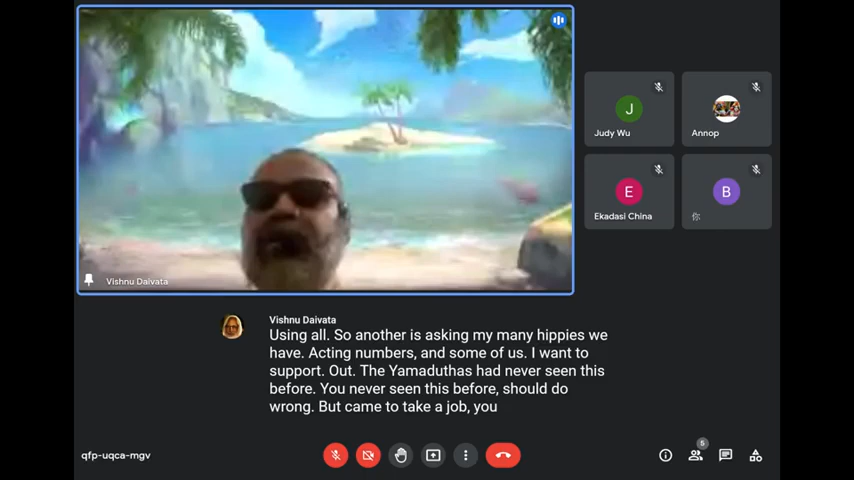 Vishnu Daivata
J
Judy Wu
Annop
E
Ekadasi China
B
你
Vishnu Daivata
Using all. So another is asking my many hippies we
have. Acting numbers, and some of us. I want to
support. Out. The Yamaduthas had never seen this
before. You never seen this before, should do
wrong. But came to take a job, you
qfp-uqca-mgv
5